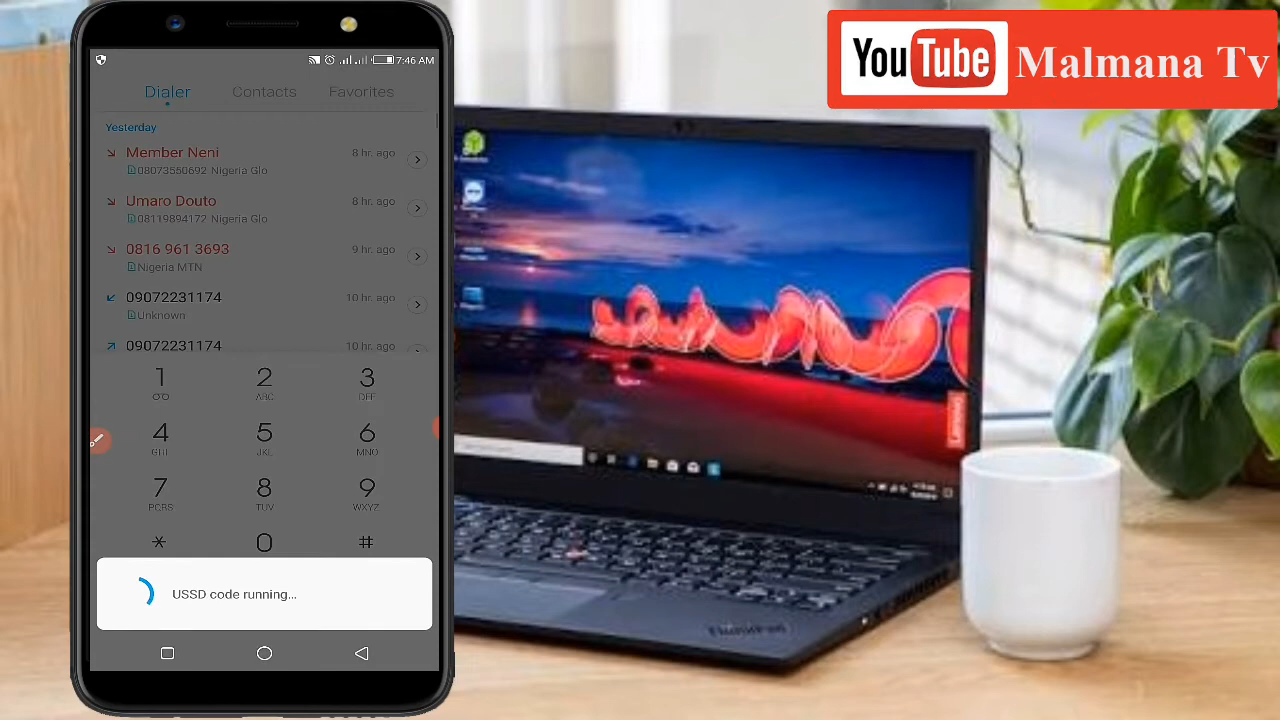 YouTube Malmana Tv
7:46 AM
Dialer Contacts Favorites
Yesterday
Member Neni 8 hr. ago
08073550692 Nigeria Glo
Umaro Douto 8 hr. ago
08119894172 Nigeria Glo
0816 961 3693 9 hr. ago
Nigeria MTN
09072231174 10 hr. ago
Unknown
09072231174 10 hr. ago
1 2 3
ABC DEF
4 5 6
GHI JKL MNO
7 8 9
PQRS TUV WXYZ
* 0 #
USSD code running...
Lenovo
ThinkPad